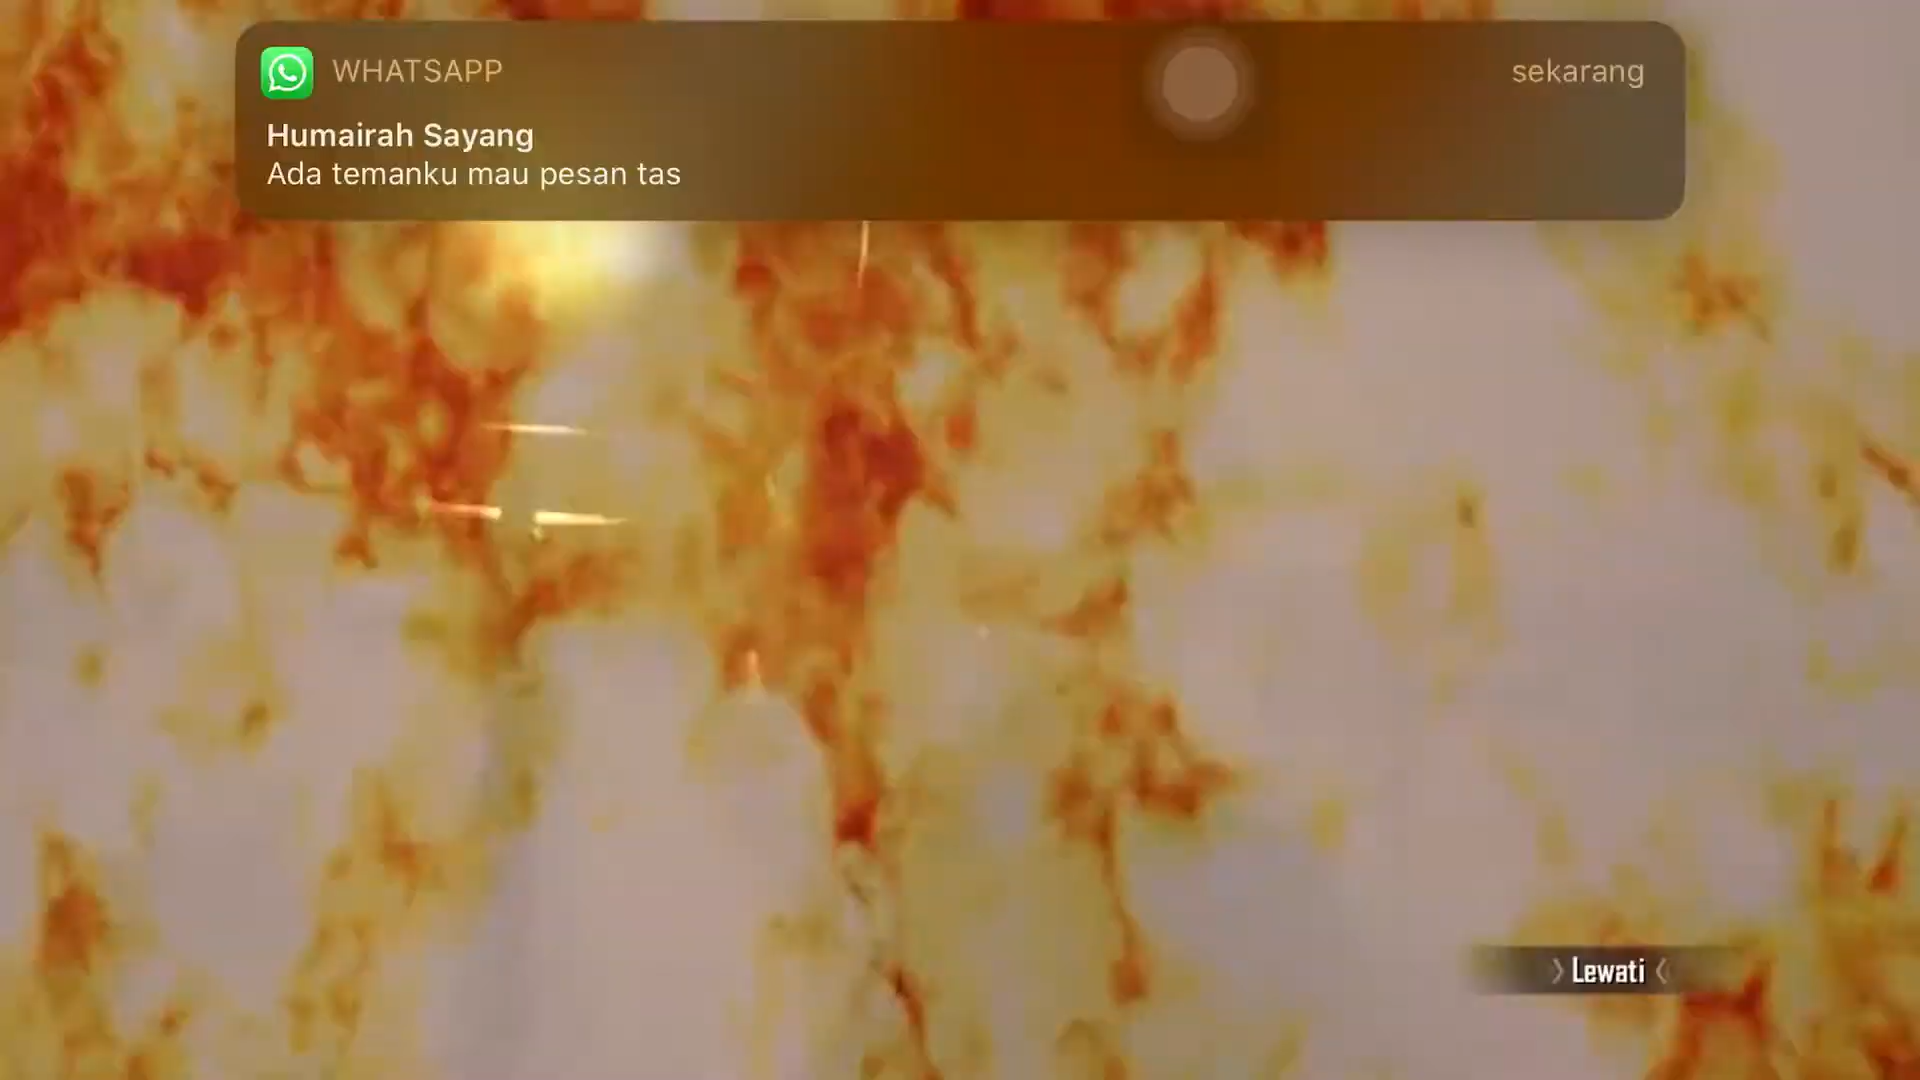 WHATSAPP
sekarang
Humairah Sayang
Ada temanku mau pesan tas
Lewati